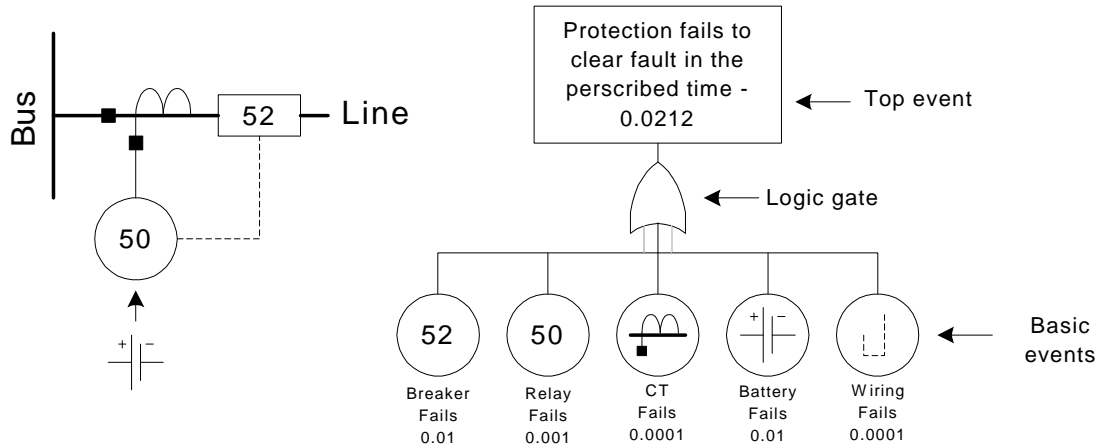 Bus
52
Line
50
+ –
Protection fails to
clear fault in the
perscribed time -
0.0212
Top event
Logic gate
52
50
+ –
Basic
events
Breaker
Fails
0.01
Relay
Fails
0.001
CT
Fails
0.0001
Battery
Fails
0.01
Wiring
Fails
0.0001